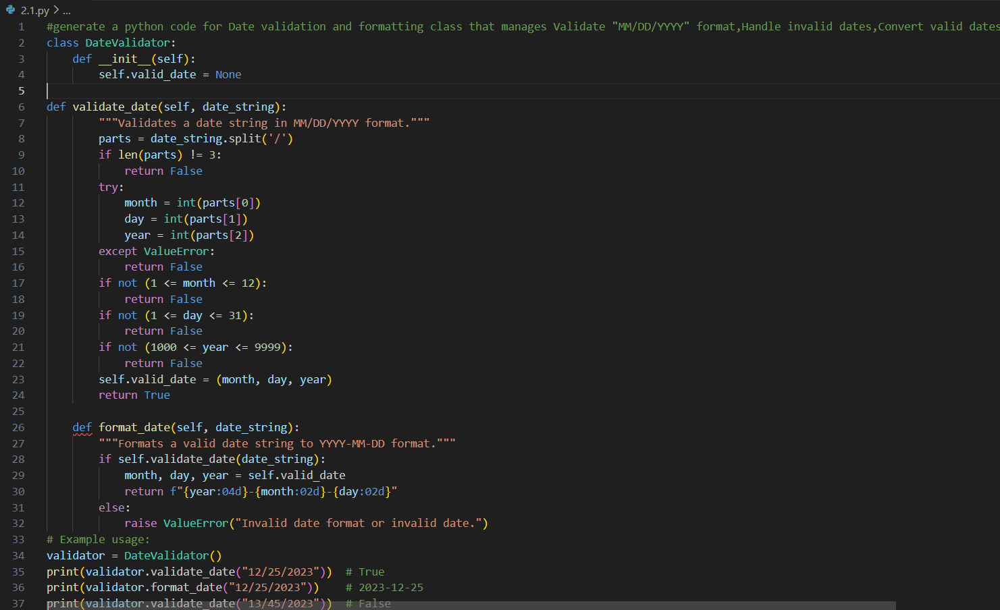 2.1.py > ...
1 #generate a python code for Date validation and formatting class that manages Validate "MM/DD/YYYY" format,Handle invalid dates,Convert valid dates
2 class DateValidator:
3     def __init__(self):
4         self.valid_date = None
5
6 def validate_date(self, date_string):
7         """Validates a date string in MM/DD/YYYY format."""
8         parts = date_string.split('/')
9         if len(parts) != 3:
10             return False
11         try:
12             month = int(parts[0])
13             day = int(parts[1])
14             year = int(parts[2])
15         except ValueError:
16             return False
17         if not (1 <= month <= 12):
18             return False
19         if not (1 <= day <= 31):
20             return False
21         if not (1000 <= year <= 9999):
22             return False
23         self.valid_date = (month, day, year)
24         return True
25
26     def format_date(self, date_string):
27         """Formats a valid date string to YYYY-MM-DD format."""
28         if self.validate_date(date_string):
29             month, day, year = self.valid_date
30             return f"{year:04d}-{month:02d}-{day:02d}"
31         else:
32             raise ValueError("Invalid date format or invalid date.")
33 # Example usage:
34 validator = DateValidator()
35 print(validator.validate_date("12/25/2023"))  # True
36 print(validator.format_date("12/25/2023"))    # 2023-12-25
37 print(validator.validate_date("13/45/2023"))  # False